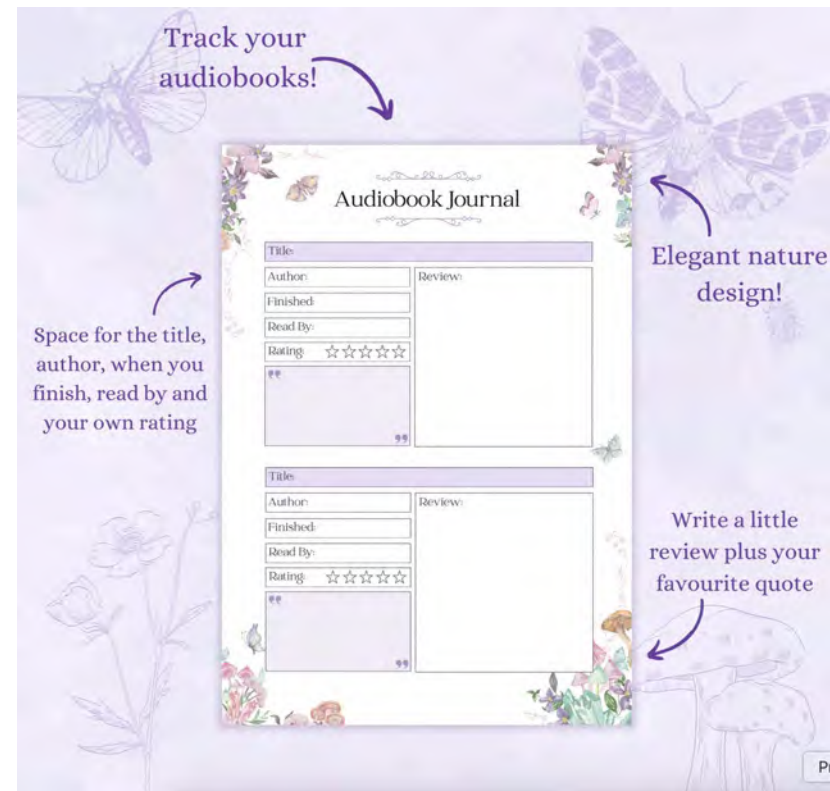 Track your
audiobooks!
Audiobook Journal
Elegant nature
design!
Space for the title,
author, when you
finish, read by and
your own rating
Title:
Author:
Review:
Finished:
Read By:
Rating:
Title:
Author:
Review:
Finished:
Read By:
Rating:
Write a little
review plus your
favourite quote